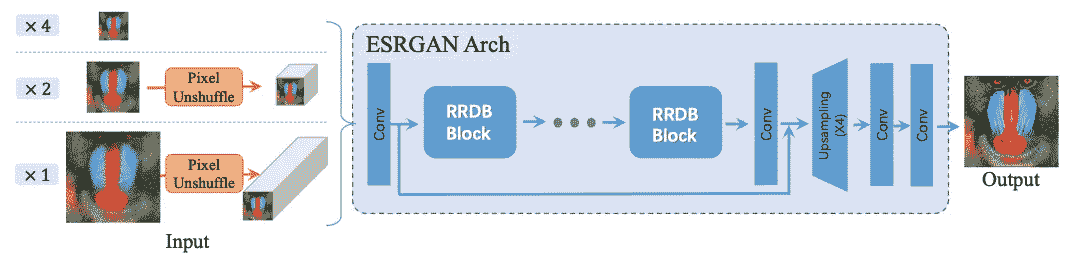 × 4
× 2
Pixel
Unshuffle
× 1
Pixel
Unshuffle
Input
ESRGAN Arch
Conv
RRDB
Block
RRDB
Block
Conv
Upsampling
(X4)
Conv
Conv
Output